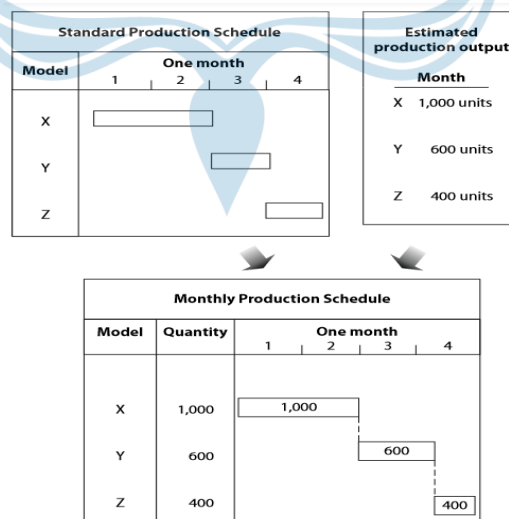 Standard Production Schedule
Model
One month
1 2 3 4
X
Y
Z
Estimated
production output
Month
X 1,000 units
Y 600 units
Z 400 units
Monthly Production Schedule
Model Quantity One month
1 2 3 4
X 1,000 1,000
Y 600 600
Z 400 400